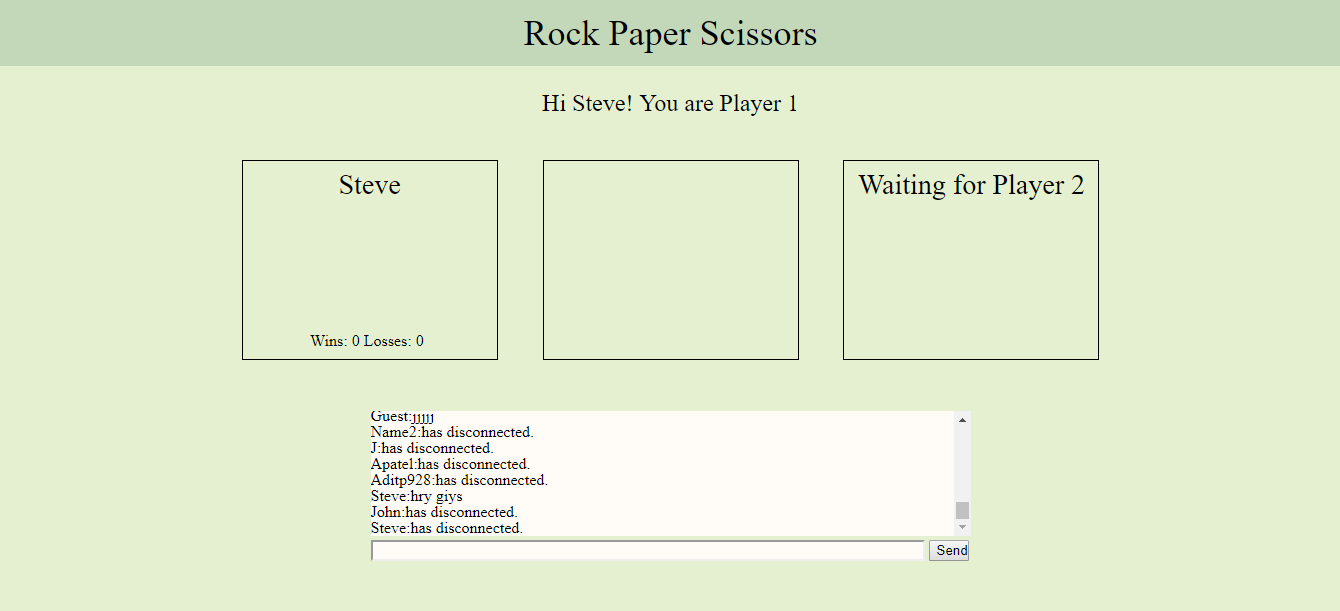 Rock Paper Scissors
Hi Steve! You are Player 1
Steve
Wins: 0 Losses: 0
Waiting for Player 2
Guest:jjjjj
Name2:has disconnected.
J:has disconnected.
Apatel:has disconnected.
Aditp928:has disconnected.
Steve:hry giys
John:has disconnected.
Steve:has disconnected.
Send